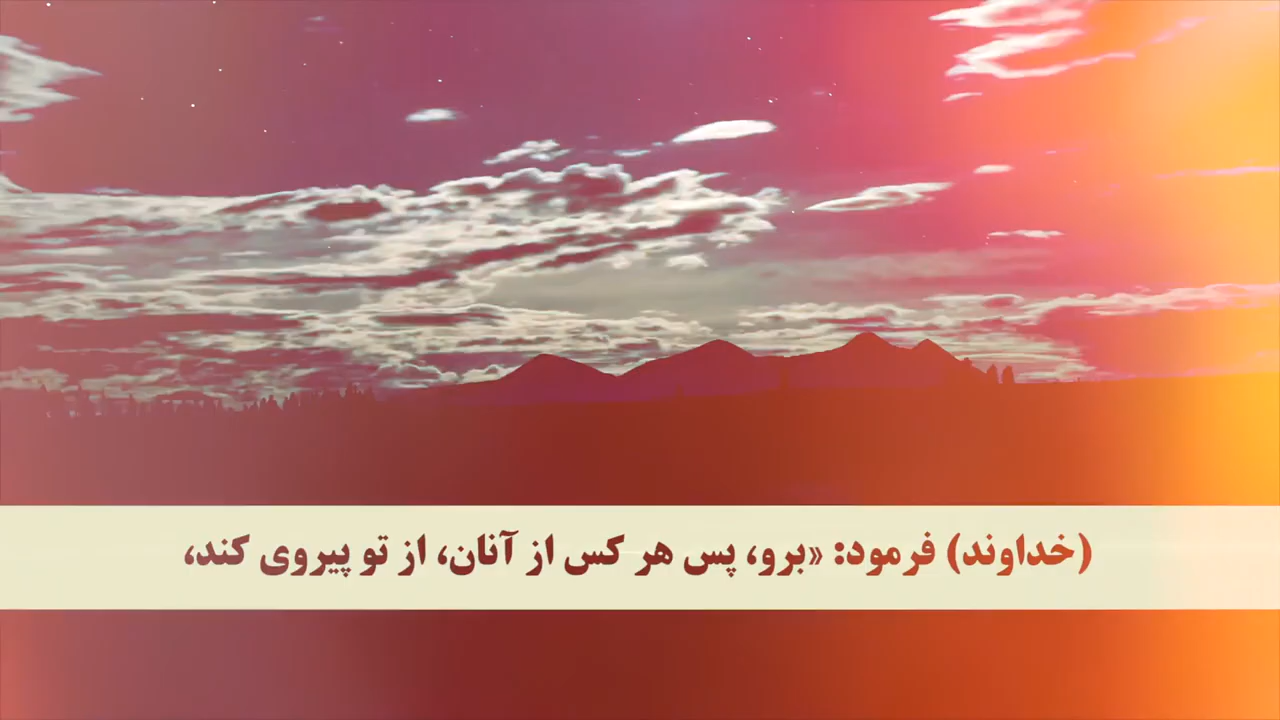 (خداوند) فرمود: «برو، پس هر کس از آنان، از تو پیروی کند،